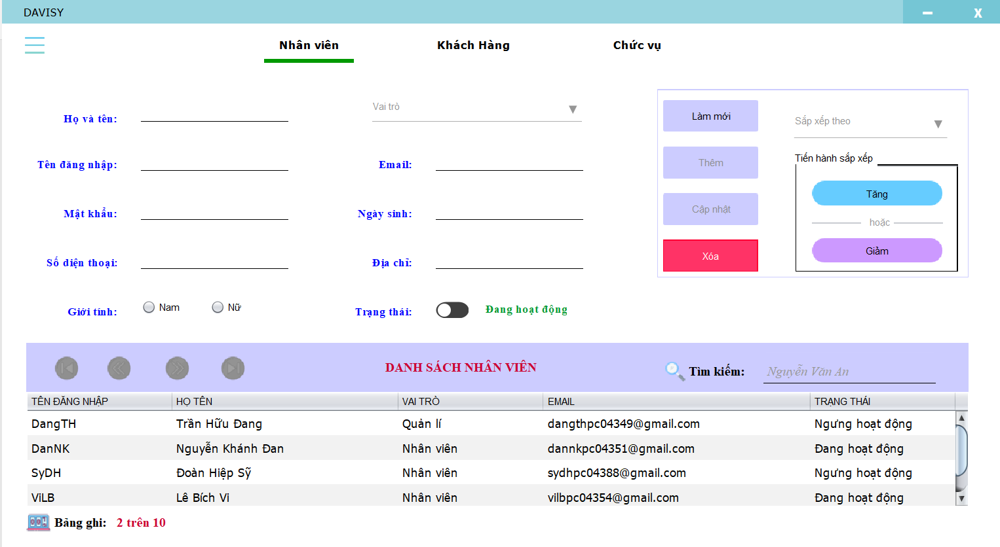 DAVISY
Nhân viên
Khách Hàng
Chức vụ
Họ và tên:
Vai trò
Tên đăng nhập:
Email:
Mật khẩu:
Ngày sinh:
Số điện thoại:
Địa chỉ:
Giới tính:
Nam
Nữ
Trạng thái:
Đang hoạt động
Làm mới
Thêm
Cập nhật
Xóa
Sắp xếp theo
Tiến hành sắp xếp
Tăng
hoặc
Giảm
DANH SÁCH NHÂN VIÊN
Tìm kiếm:
Nguyễn Văn An
TÊN ĐĂNG NHẬP HỌ TÊN VAI TRÒ EMAIL TRẠNG THÁI
DangTH Trần Hữu Đang Quản lí dangthpc04349@gmail.com Ngưng hoạt động
DanNK Nguyễn Khánh Đan Nhân viên dannkpc04351@gmail.com Đang hoạt động
SyDH Đoàn Hiệp Sỹ Nhân viên sydhpc04388@gmail.com Ngưng hoạt động
ViLB Lê Bích Vi Nhân viên vilbpc04354@gmail.com Đang hoạt động
Bảng ghi: 2 trên 10